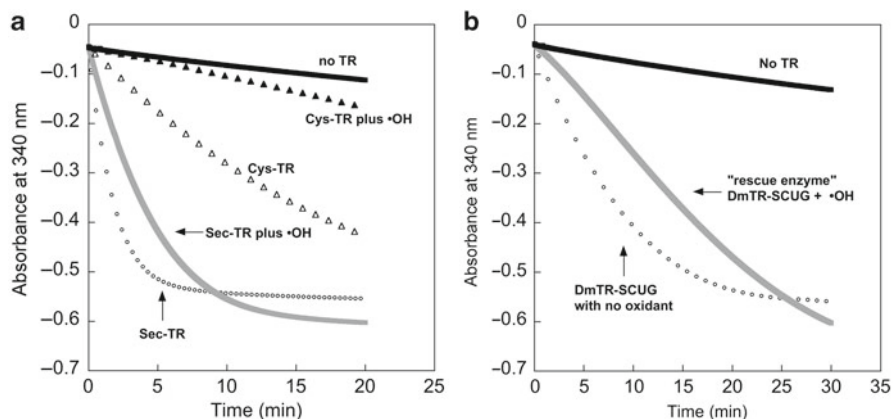 a
Absorbance at 340 nm
0
−0.1
−0.2
−0.3
−0.4
−0.5
−0.6
−0.7
no TR
Cys-TR plus •OH
Cys-TR
Sec-TR plus •OH
Sec-TR
0 5 10 15 20 25
Time (min)
b
Absorbance at 340 nm
0
−0.1
−0.2
−0.3
−0.4
−0.5
−0.6
−0.7
No TR
"rescue enzyme"
DmTR-SCUG + •OH
DmTR-SCUG
with no oxidant
0 5 10 15 20 25 30 35
Time (min)